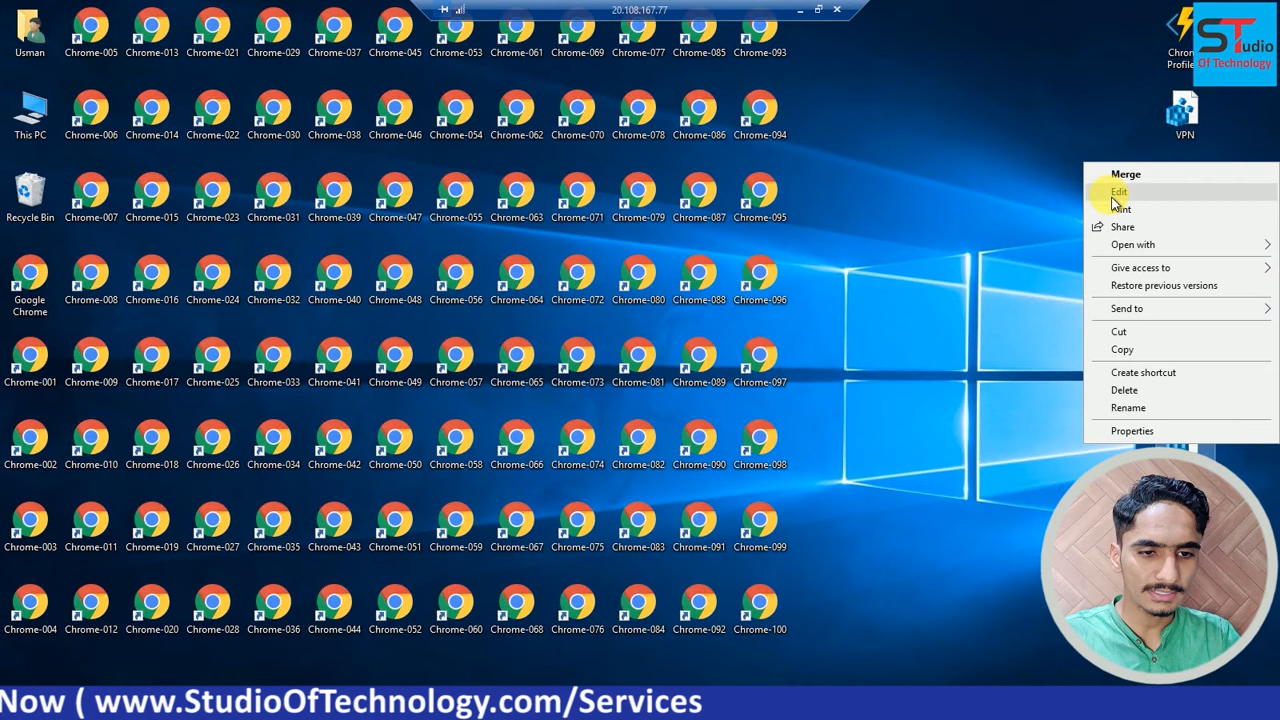 20.108.167.77
Usman
Chrome-005
Chrome-013
Chrome-021
Chrome-029
Chrome-037
Chrome-045
Chrome-053
Chrome-061
Chrome-069
Chrome-077
Chrome-085
Chrome-093
Chrom
Profile
STudio
Of Technology
This PC
Chrome-006
Chrome-014
Chrome-022
Chrome-030
Chrome-038
Chrome-046
Chrome-054
Chrome-062
Chrome-070
Chrome-078
Chrome-086
Chrome-094
VPN
Recycle Bin
Chrome-007
Chrome-015
Chrome-023
Chrome-031
Chrome-039
Chrome-047
Chrome-055
Chrome-063
Chrome-071
Chrome-079
Chrome-087
Chrome-095
Google
Chrome
Chrome-008
Chrome-016
Chrome-024
Chrome-032
Chrome-040
Chrome-048
Chrome-056
Chrome-064
Chrome-072
Chrome-080
Chrome-088
Chrome-096
Chrome-001
Chrome-009
Chrome-017
Chrome-025
Chrome-033
Chrome-041
Chrome-049
Chrome-057
Chrome-065
Chrome-073
Chrome-081
Chrome-089
Chrome-097
Chrome-002
Chrome-010
Chrome-018
Chrome-026
Chrome-034
Chrome-042
Chrome-050
Chrome-058
Chrome-066
Chrome-074
Chrome-082
Chrome-090
Chrome-098
Chrome-003
Chrome-011
Chrome-019
Chrome-027
Chrome-035
Chrome-043
Chrome-051
Chrome-059
Chrome-067
Chrome-075
Chrome-083
Chrome-091
Chrome-099
Chrome-004
Chrome-012
Chrome-020
Chrome-028
Chrome-036
Chrome-044
Chrome-052
Chrome-060
Chrome-068
Chrome-076
Chrome-084
Chrome-092
Chrome-100
Merge
Edit
Print
Share
Open with
Give access to
Restore previous versions
Send to
Cut
Copy
Create shortcut
Delete
Rename
Properties
Now ( www.StudioOfTechnology.com/Services